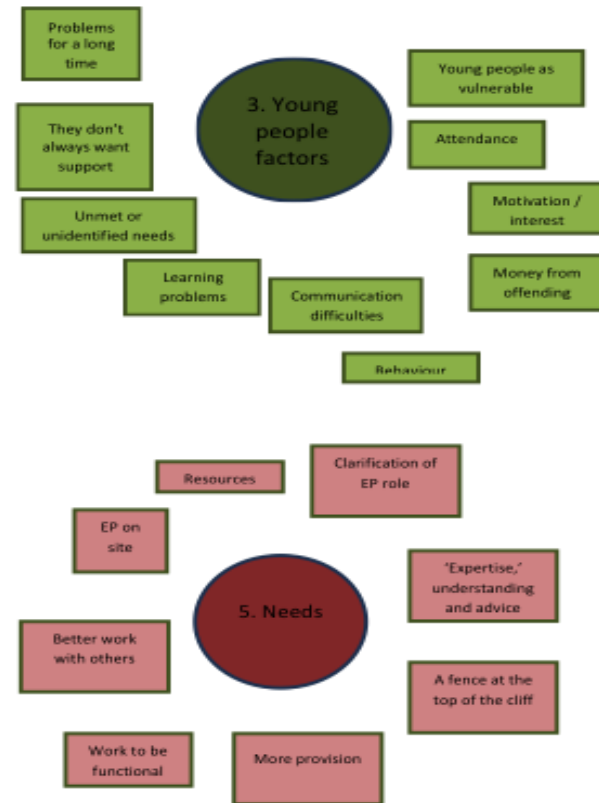 Problems
for a long
time
3. Young
people
factors
Young people as
vulnerable
They don't
always want
support
Attendance
Unmet or
unidentified needs
Motivation /
interest
Learning
problems
Communication
difficulties
Money from
offending
Behaviour
Clarification of
EP role
Resources
EP on
site
'Expertise,'
understanding
and advice
5. Needs
Better work
with others
A fence at the
top of the cliff
Work to be
functional
More provision